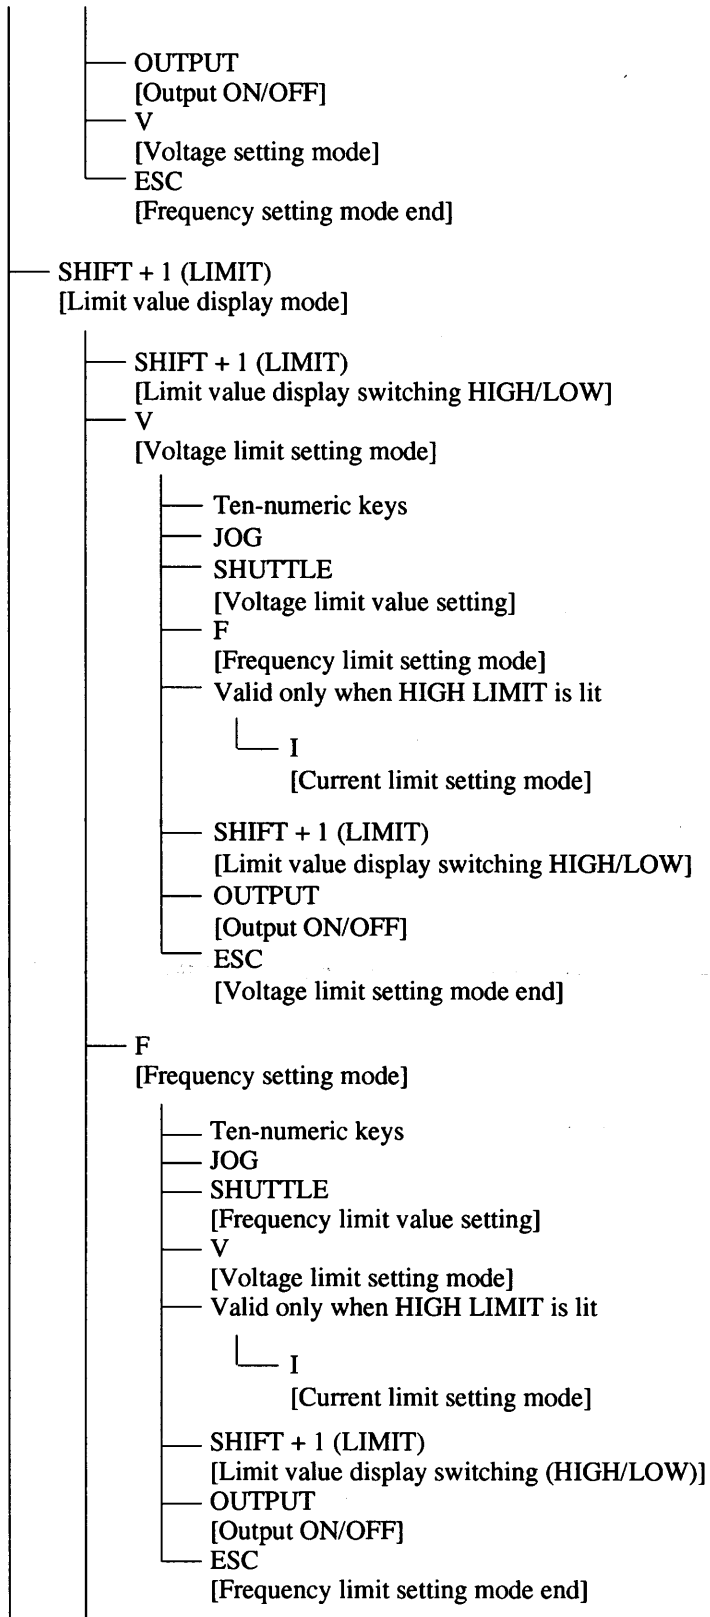 OUTPUT
[Output ON/OFF]
V
[Voltage setting mode]
ESC
[Frequency setting mode end]
SHIFT + 1 (LIMIT)
[Limit value display mode]
SHIFT + 1 (LIMIT)
[Limit value display switching HIGH/LOW]
V
[Voltage limit setting mode]
Ten-numeric keys
JOG
SHUTTLE
[Voltage limit value setting]
F
[Frequency limit setting mode]
Valid only when HIGH LIMIT is lit
I
[Current limit setting mode]
SHIFT + 1 (LIMIT)
[Limit value display switching HIGH/LOW]
OUTPUT
[Output ON/OFF]
ESC
[Voltage limit setting mode end]
F
[Frequency setting mode]
Ten-numeric keys
JOG
SHUTTLE
[Frequency limit value setting]
V
[Voltage limit setting mode]
Valid only when HIGH LIMIT is lit
I
[Current limit setting mode]
SHIFT + 1 (LIMIT)
[Limit value display switching (HIGH/LOW)]
OUTPUT
[Output ON/OFF]
ESC
[Frequency limit setting mode end]